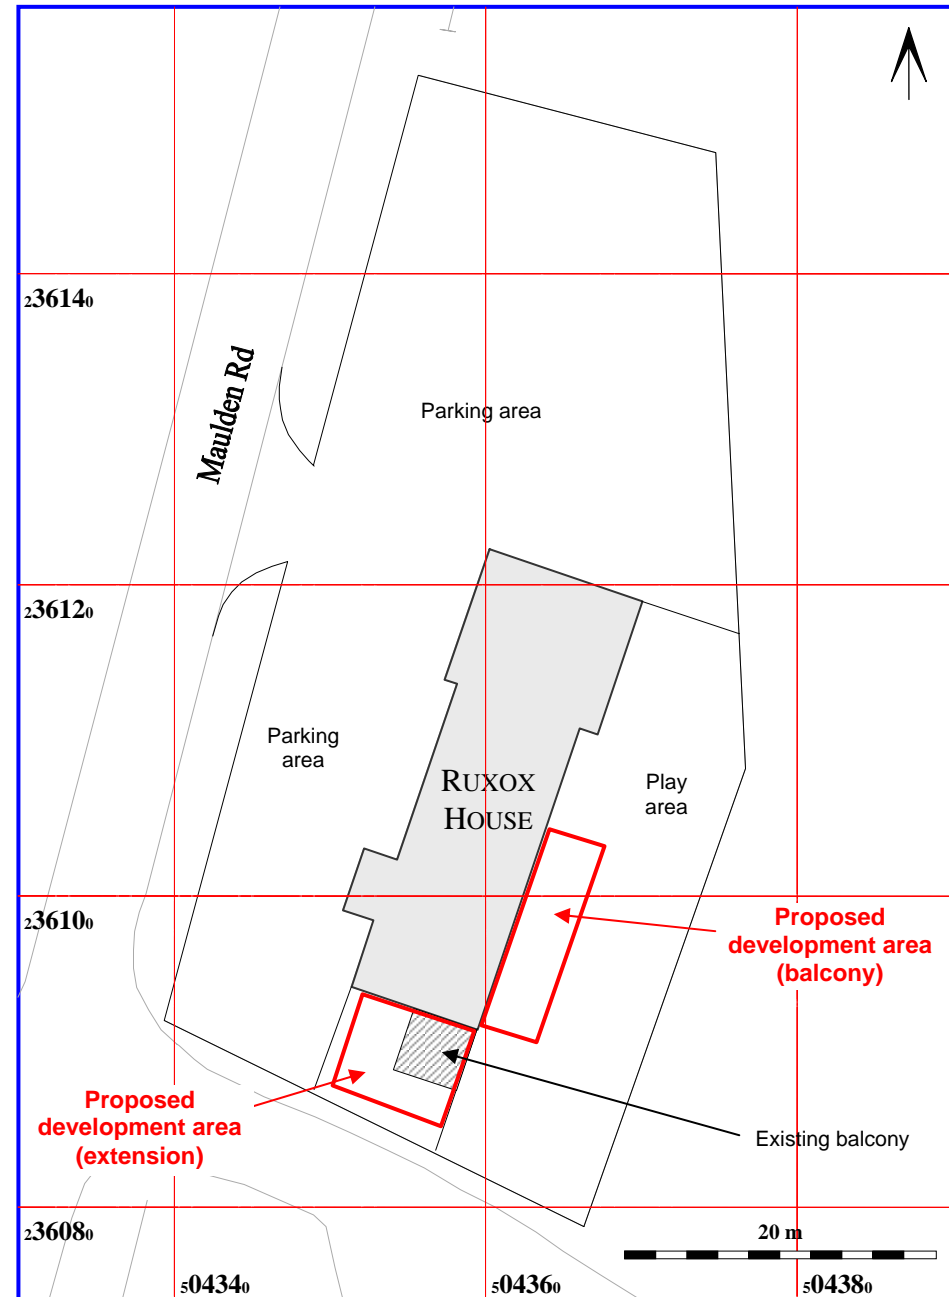 236140
Maulden Rd
Parking area
236120
Parking
area
RUXOX
HOUSE
Play
area
236100
Proposed
development area
(balcony)
Proposed
development area
(extension)
Existing balcony
236080
20 m
504340
504360
504380